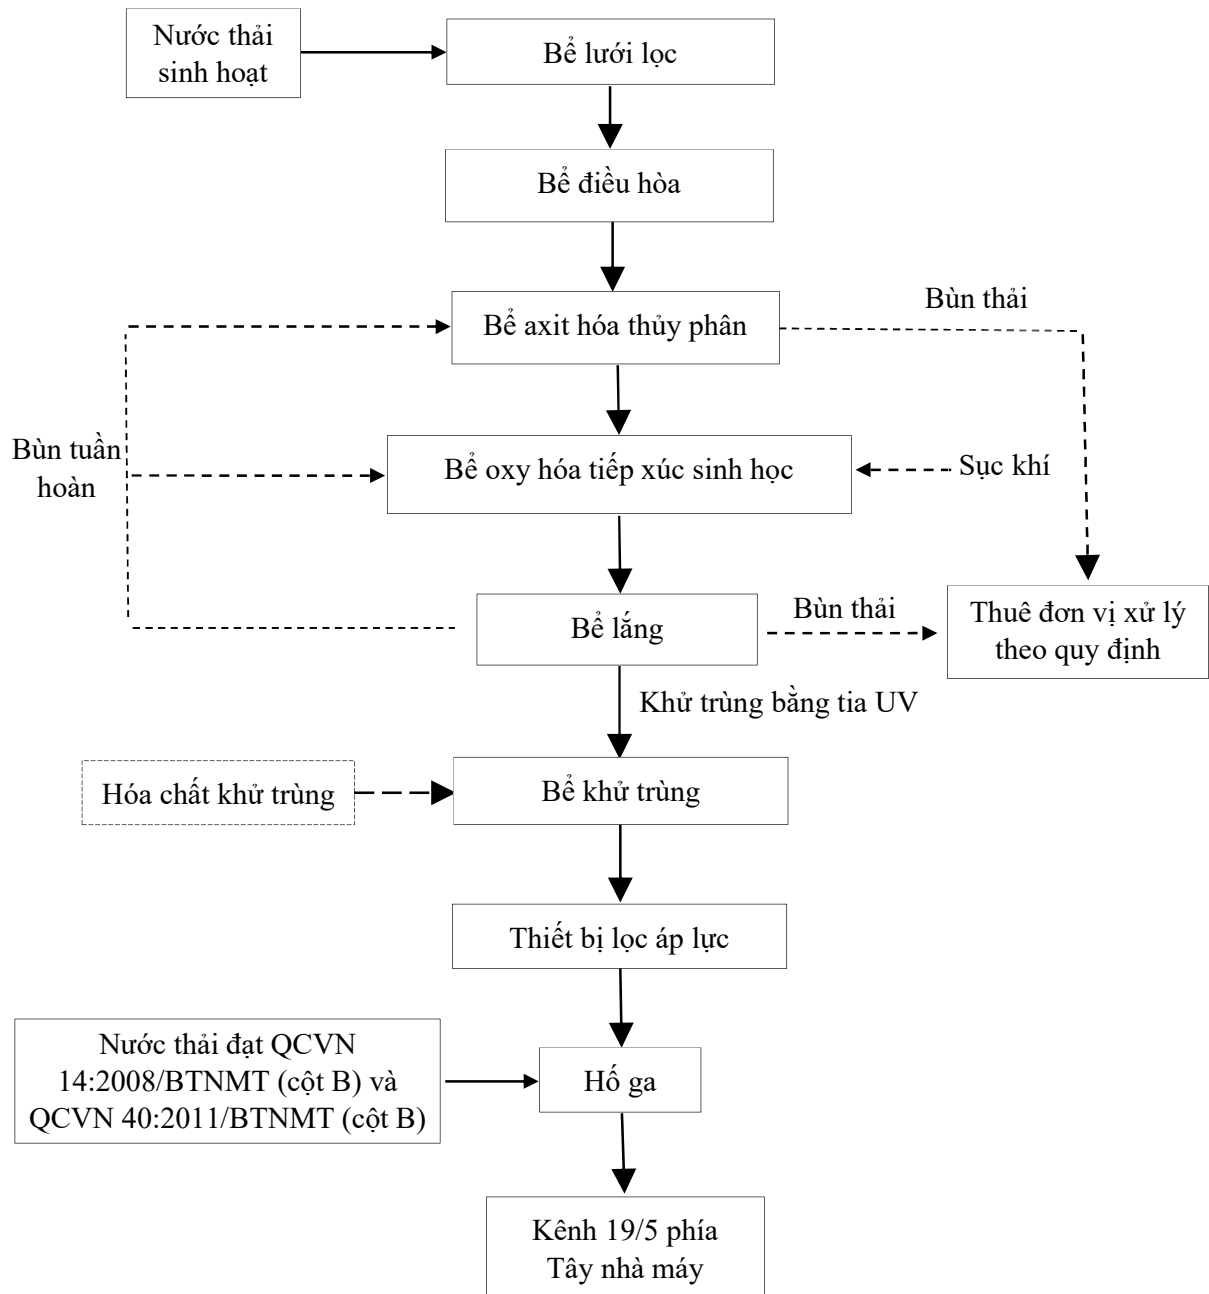 Nước thải
sinh hoạt
Bể lưới lọc
Bể điều hòa
Bùn thải
Bể axit hóa thủy phân
Bùn tuần
hoàn
Bể oxy hóa tiếp xúc sinh học
Sục khí
Bể lắng
Bùn thải
Thuê đơn vị xử lý
theo quy định
Khử trùng bằng tia UV
Hóa chất khử trùng
Bể khử trùng
Thiết bị lọc áp lực
Nước thải đạt QCVN
14:2008/BTNMT (cột B) và
QCVN 40:2011/BTNMT (cột B)
Hố ga
Kênh 19/5 phía
Tây nhà máy